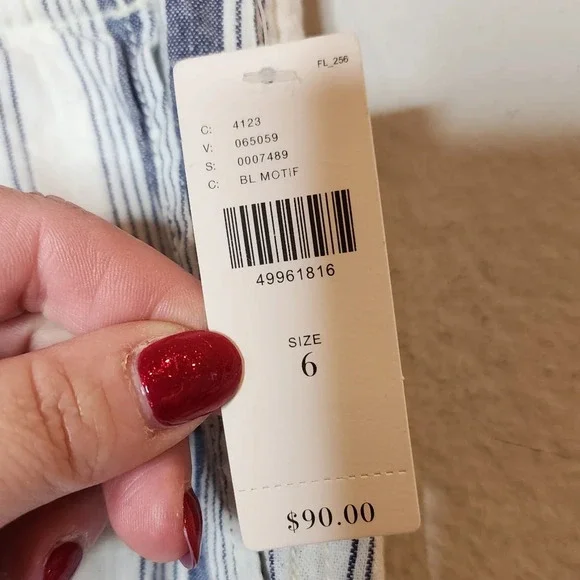 FL_256
C: 4123
V: 065059
S: 0007489
C: BL MOTIF
49961816
SIZE
6
$90.00